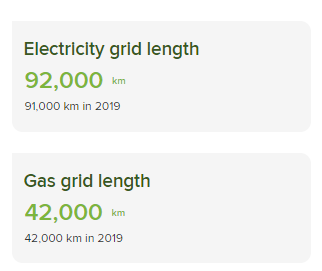 Electricity grid length
92,000 km
91,000 km in 2019
Gas grid length
42,000 km
42,000 km in 2019